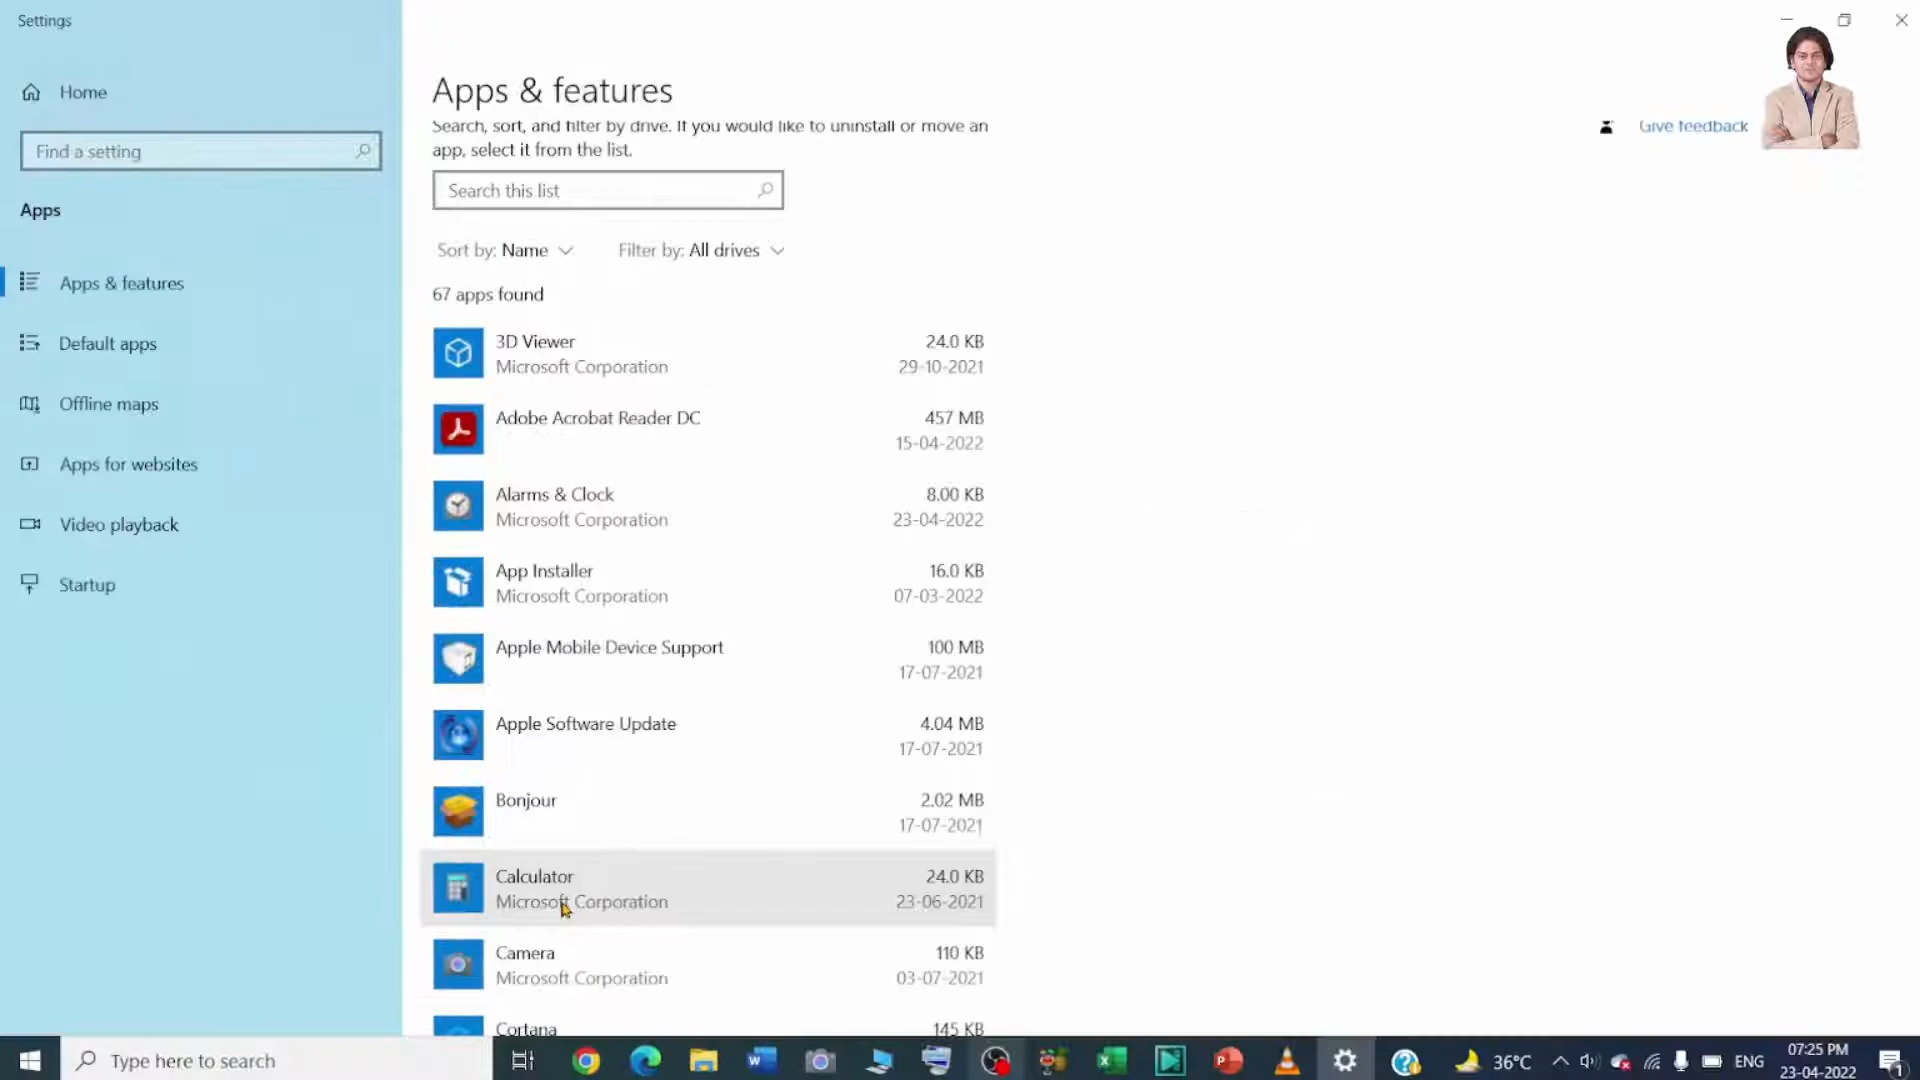 Settings
Home
Find a setting
Apps
Apps & features
Default apps
Offline maps
Apps for websites
Video playback
Startup
Apps & features
Search, sort, and filter by drive. If you would like to uninstall or move an
app, select it from the list.
Give feedback
Search this list
Sort by: Name
Filter by: All drives
67 apps found
3D Viewer 24.0 KB
Microsoft Corporation 29-10-2021
Adobe Acrobat Reader DC 457 MB
15-04-2022
Alarms & Clock 8.00 KB
Microsoft Corporation 23-04-2022
App Installer 16.0 KB
Microsoft Corporation 07-03-2022
Apple Mobile Device Support 100 MB
17-07-2021
Apple Software Update 4.04 MB
17-07-2021
Bonjour 2.02 MB
17-07-2021
Calculator 24.0 KB
Microsoft Corporation 23-06-2021
Camera 110 KB
Microsoft Corporation 03-07-2021
Cortana 145 KB
Type here to search
36°C
ENG
07:25 PM
23-04-2022
1